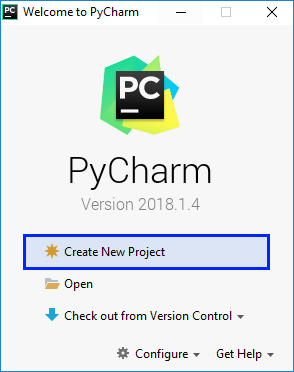 PC Welcome to PyCharm
PC
PyCharm
Version 2018.1.4
Create New Project
Open
Check out from Version Control
Configure Get Help